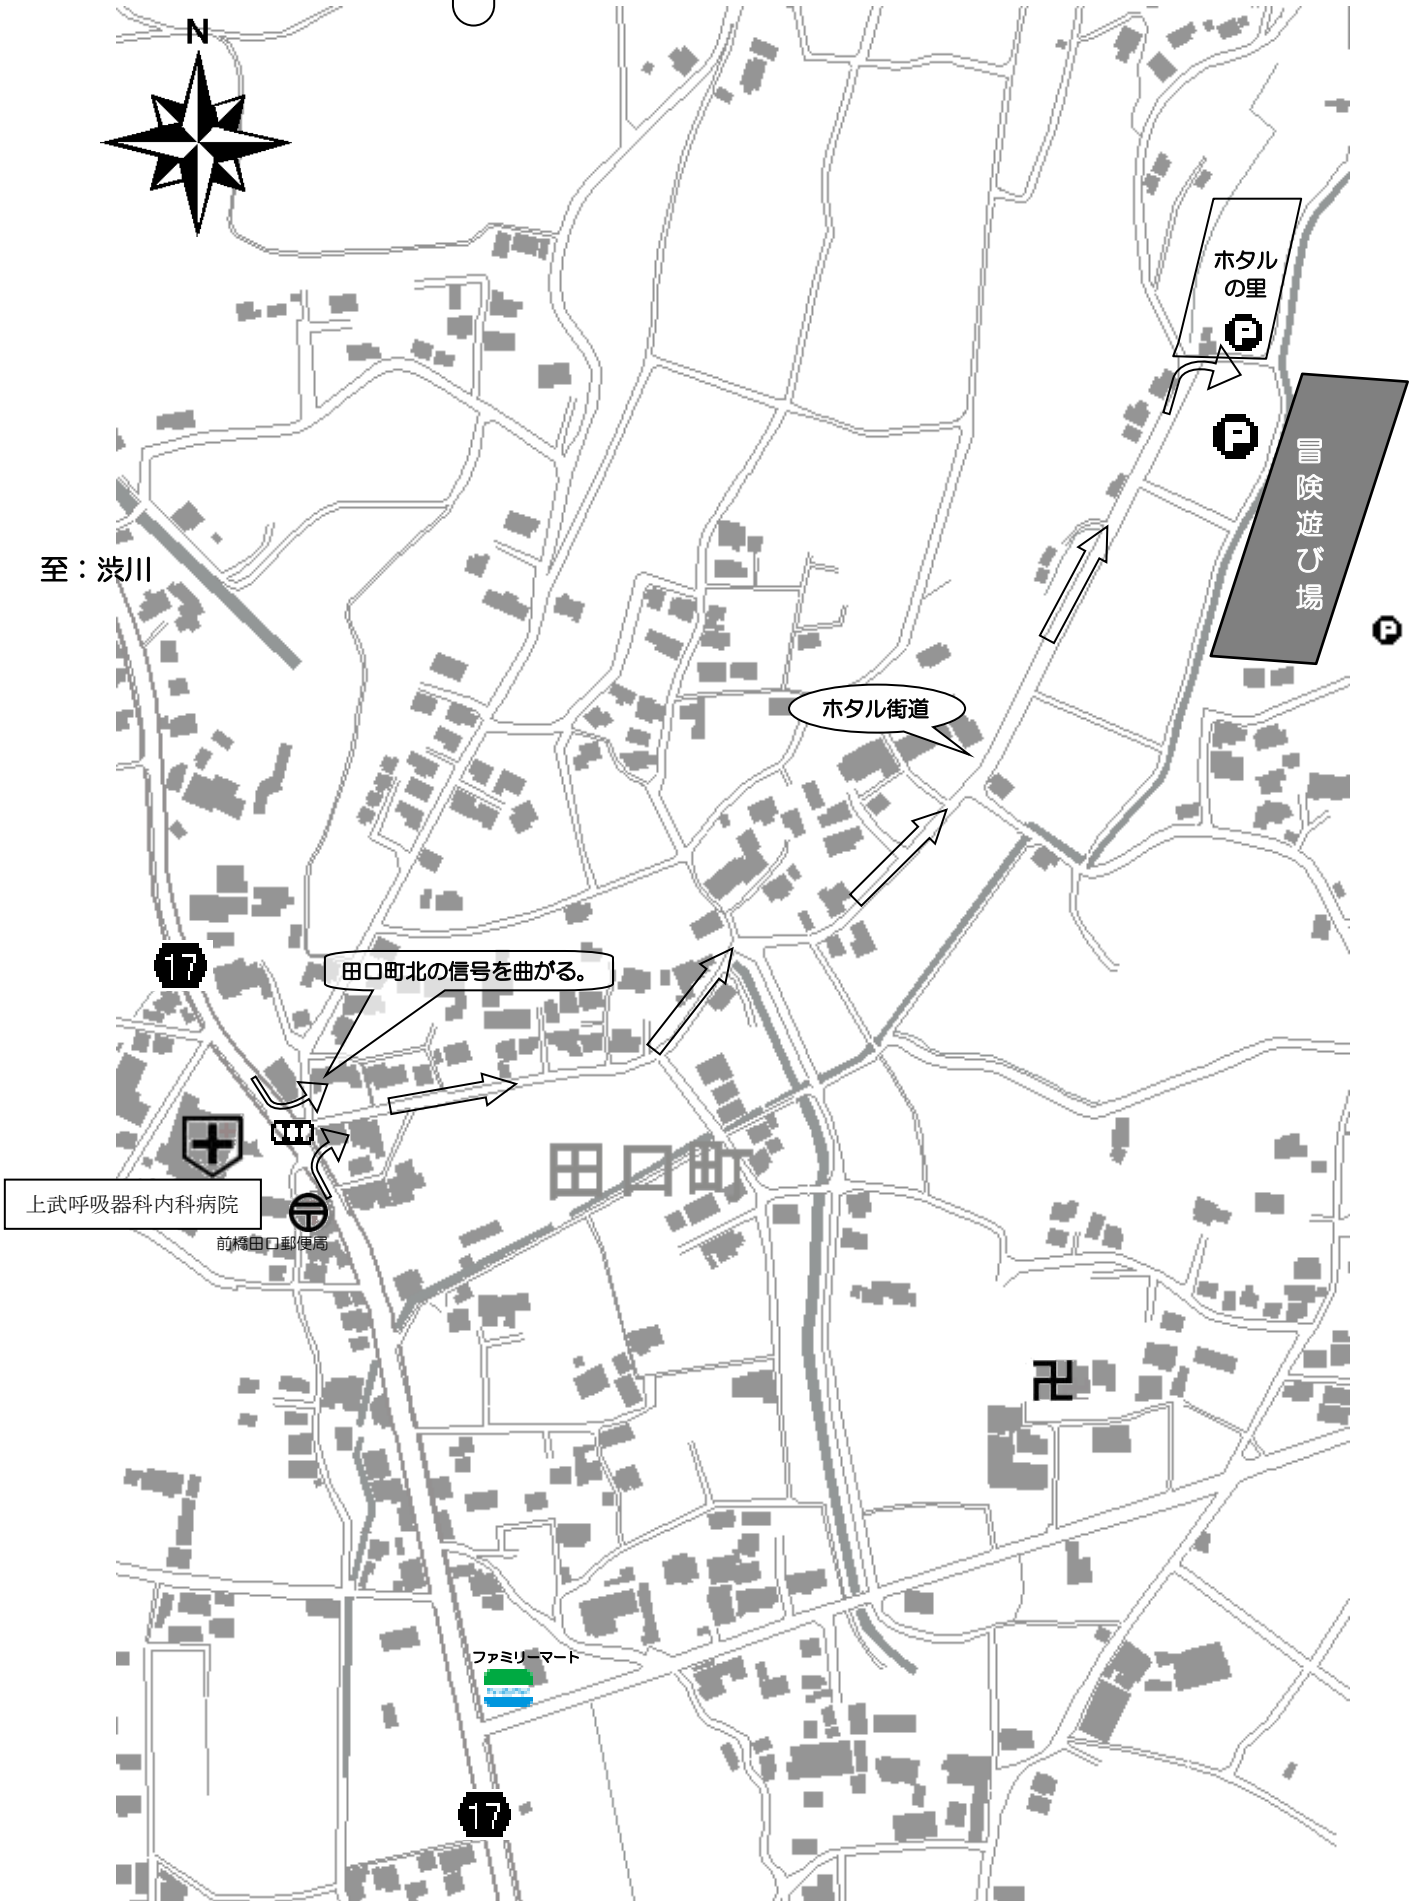 N
ホタル
の里
P
P
冒険遊び場
至：渋川
P
ホタル街道
17
田口町北の信号を曲がる。
田口町
上武呼吸器科内科病院
前橋田口郵便局
ファミリーマート
17